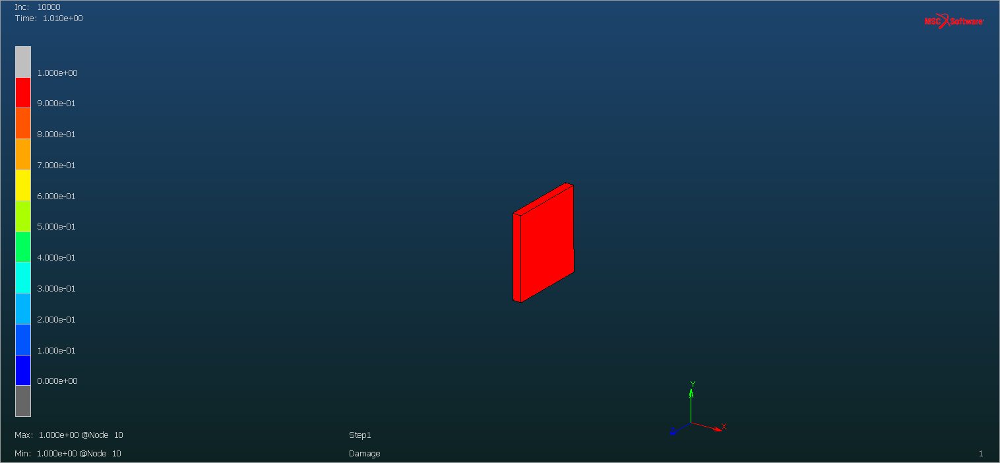 Inc: 10000
Time: 1.010e+00
MSC Software
1.000e+00
9.000e-01
8.000e-01
7.000e-01
6.000e-01
5.000e-01
4.000e-01
3.000e-01
2.000e-01
1.000e-01
0.000e+00
Y
X
Z
Max: 1.000e+00 @Node 10
Step1
Min: 1.000e+00 @Node 10
Damage
1